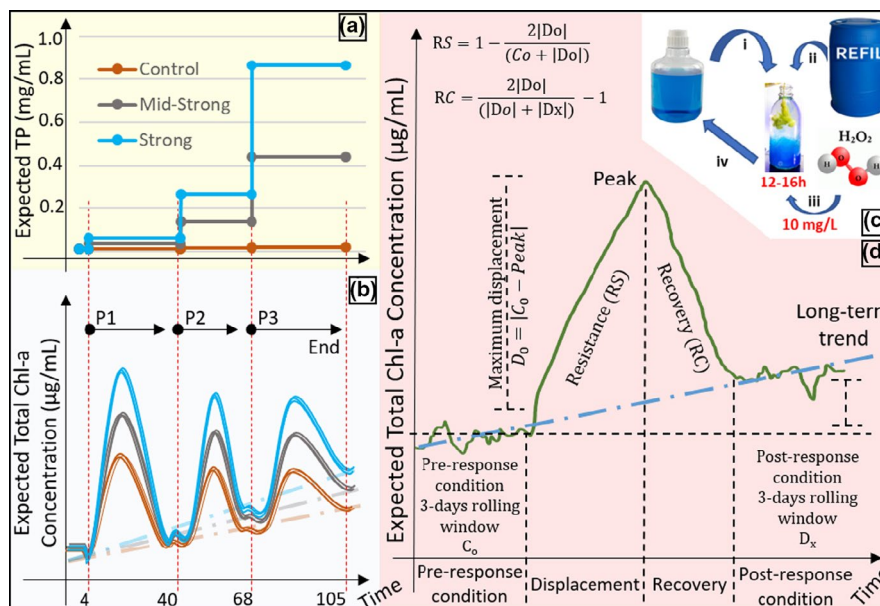 (a)
Expected TP (mg/mL)
1.0
0.8
0.6
0.4
0.2
Control
Mid-Strong
Strong
(b)
Expected Total Chl-a
Concentration (µg/mL)
P1
P2
P3
End
4
40
68
105
Time
RS = 1 − 2|Do| / (Co + |Do|)
RC = 2|Do| / (|Do| + |Dx|) − 1
i
ii
REFIL
H₂O₂
H
O
O
H
iv
12-16h
iii
10 mg/L
(c)
(d)
Expected Total Chl-a Concentration (µg/mL)
Peak
Maximum displacement
D₀ = |C₀ − Peak|
Resistance (RS)
Recovery (RC)
Long-term
trend
Pre-response
condition
3-days rolling
window
Cₒ
Post-response
condition
3-days rolling
window
Dₓ
Pre-response
condition
Displacement
Recovery
Post-response
condition
Time